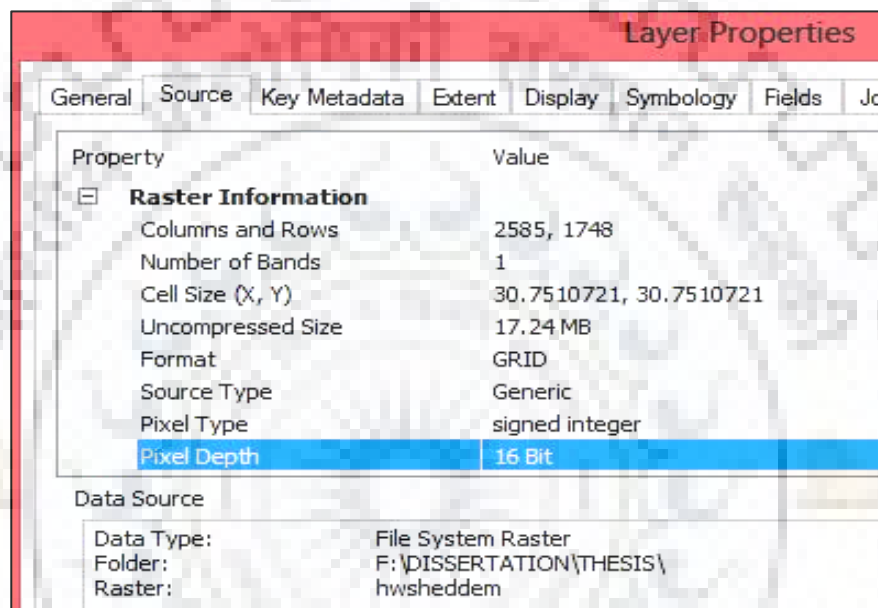 Layer Properties
General Source Key Metadata Extent Display Symbology Fields
Property Value
Raster Information
Columns and Rows 2585, 1748
Number of Bands 1
Cell Size (X, Y) 30.7510721, 30.7510721
Uncompressed Size 17.24 MB
Format GRID
Source Type Generic
Pixel Type signed integer
Pixel Depth 16 Bit
Data Source
Data Type: File System Raster
Folder: F:\DISSERTATION\THESIS\
Raster: hwsheddem